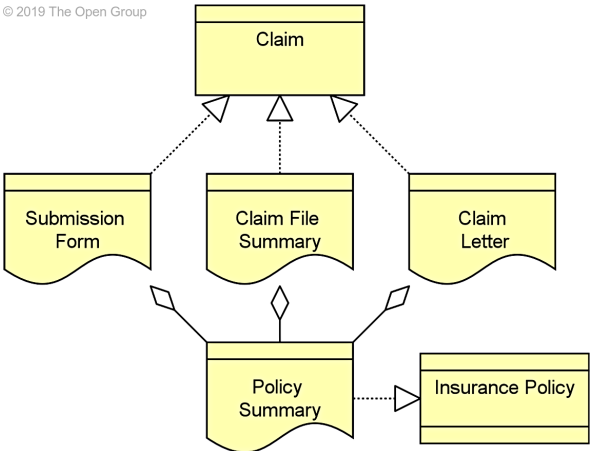 © 2019 The Open Group
Claim
Submission
Form
Claim File
Summary
Claim
Letter
Policy
Summary
Insurance Policy